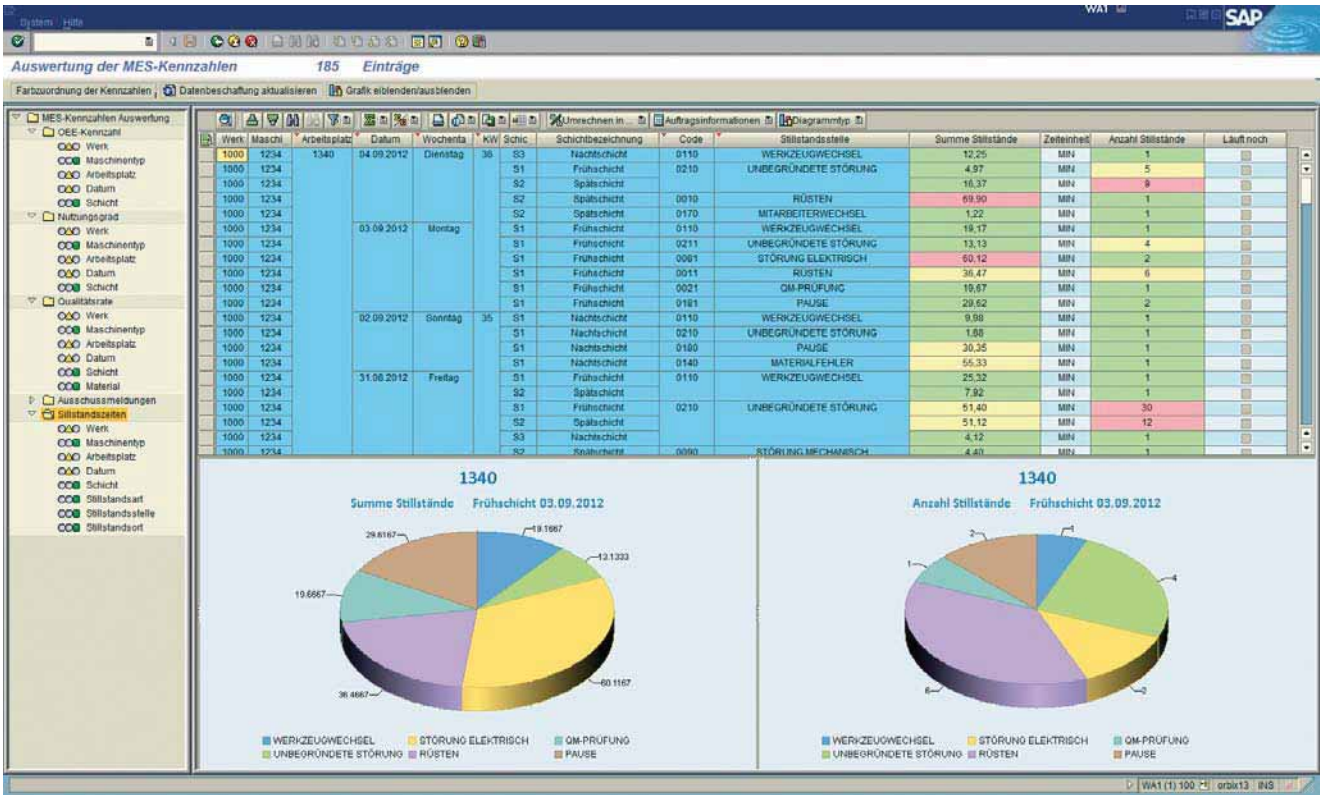 System Hilfe
WA1
SAP
Auswertung der MES-Kennzahlen 185 Einträge
Farbzuordnung der Kennzahlen Datenbeschaffung aktualisieren Grafik eiblenden/ausblenden
MES-Kennzahlen Auswertung
OEE-Kennzahl
Werk
Maschinentyp
Arbeitsplatz
Datum
Schicht
Nutzungsgrad
Werk
Maschinentyp
Arbeitsplatz
Datum
Schicht
Qualitätsrate
Werk
Maschinentyp
Arbeitsplatz
Datum
Schicht
Material
Ausschussmeldungen
Sillstandszeiten
Werk
Maschinentyp
Arbeitsplatz
Datum
Schicht
Stillstandsart
Stillstandsstelle
Stillstandsort
Umrechnen in ... Auftragsinformationen Diagrammtyp
Werk Maschi Arbeitsplatz Datum Wochenta KW Schic Schichtbezeichnung Code Stillstandsstelle Summe Stillstände Zeiteinheit Anzahl Stillstände Läuft noch
1000 1234 1340 04.09.2012 Dienstag 36 S3 Nachtschicht 0110 WERKZEUGWECHSEL 12,25 MIN 1
1000 1234 S1 Frühschicht 0210 UNBEGRÜNDETE STÖRUNG 4,97 MIN 5
1000 1234 S2 Spätschicht 16,37 MIN 9
1000 1234 S2 Spätschicht 0010 RÜSTEN 69,90 MIN 1
1000 1234 S2 Spätschicht 0170 MITARBEITERWECHSEL 1,22 MIN 1
1000 1234 03.09.2012 Montag S1 Frühschicht 0110 WERKZEUGWECHSEL 19,17 MIN 1
1000 1234 S1 Frühschicht 0211 UNBEGRÜNDETE STÖRUNG 13,13 MIN 4
1000 1234 S1 Frühschicht 0081 STÖRUNG ELEKTRISCH 60,12 MIN 2
1000 1234 S1 Frühschicht 0011 RÜSTEN 36,47 MIN 6
1000 1234 S1 Frühschicht 0021 QM-PRÜFUNG 19,67 MIN 1
1000 1234 S1 Frühschicht 0181 PAUSE 29,62 MIN 2
1000 1234 02.09.2012 Sonntag 35 S1 Nachtschicht 0110 WERKZEUGWECHSEL 9,98 MIN 1
1000 1234 S1 Nachtschicht 0210 UNBEGRÜNDETE STÖRUNG 1,68 MIN 1
1000 1234 S1 Nachtschicht 0180 PAUSE 30,35 MIN 1
1000 1234 S1 Nachtschicht 0140 MATERIALFEHLER 55,33 MIN 1
1000 1234 31.08.2012 Freitag S1 Frühschicht 0110 WERKZEUGWECHSEL 25,32 MIN 1
1000 1234 S2 Spätschicht 7,92 MIN 1
1000 1234 S1 Frühschicht 0210 UNBEGRÜNDETE STÖRUNG 51,40 MIN 30
1000 1234 S2 Spätschicht 51,12 MIN 12
1000 1234 S3 Nachtschicht 4,12 MIN 1
1000 1234 S2 Spätschicht 0090 STÖRUNG MECHANISCH 4,40 MIN 1
1340
Summe Stillstände Frühschicht 03.09.2012
19.1667
13.1333
60.1167
36.4667
19.6667
29.6167
WERKZEUGWECHSEL STÖRUNG ELEKTRISCH QM-PRÜFUNG
UNBEGRÜNDETE STÖRUNG RÜSTEN PAUSE
1340
Anzahl Stillstände Frühschicht 03.09.2012
1
4
2
6
1
2
WERKZEUGWECHSEL STÖRUNG ELEKTRISCH QM-PRÜFUNG
UNBEGRÜNDETE STÖRUNG RÜSTEN PAUSE
WA1 (1) 100 orbix13 INS